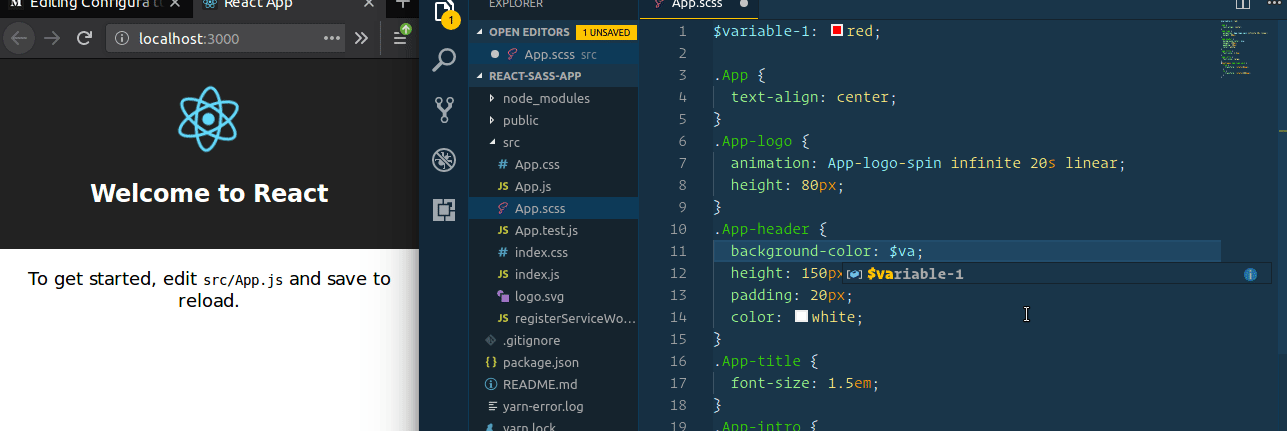 Editing Configura t
React App
localhost:3000
Welcome to React
To get started, edit src/App.js and save to
reload.
1
EXPLORER
OPEN EDITORS 1 UNSAVED
App.scss src
REACT-SASS-APP
node_modules
public
src
# App.css
JS App.js
App.scss
JS App.test.js
# index.css
JS index.js
logo.svg
JS registerServiceWo...
.gitignore
{} package.json
README.md
yarn-error.log
yarn.lock
App.scss
1 $variable-1: red;
2
3 .App {
4 text-align: center;
5 }
6 .App-logo {
7 animation: App-logo-spin infinite 20s linear;
8 height: 80px;
9 }
10 .App-header {
11 background-color: $va;
12 height: 150px
$variable-1
13 padding: 20px;
14 color: white;
15 }
16 .App-title {
17 font-size: 1.5em;
18 }
19 .App-intro {